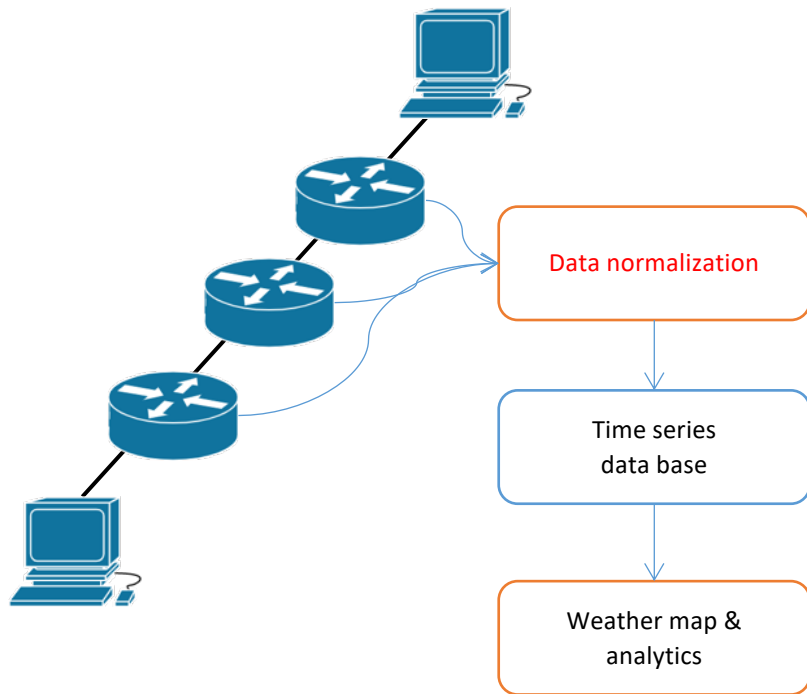 Data normalization
Time series
data base
Weather map &
analytics